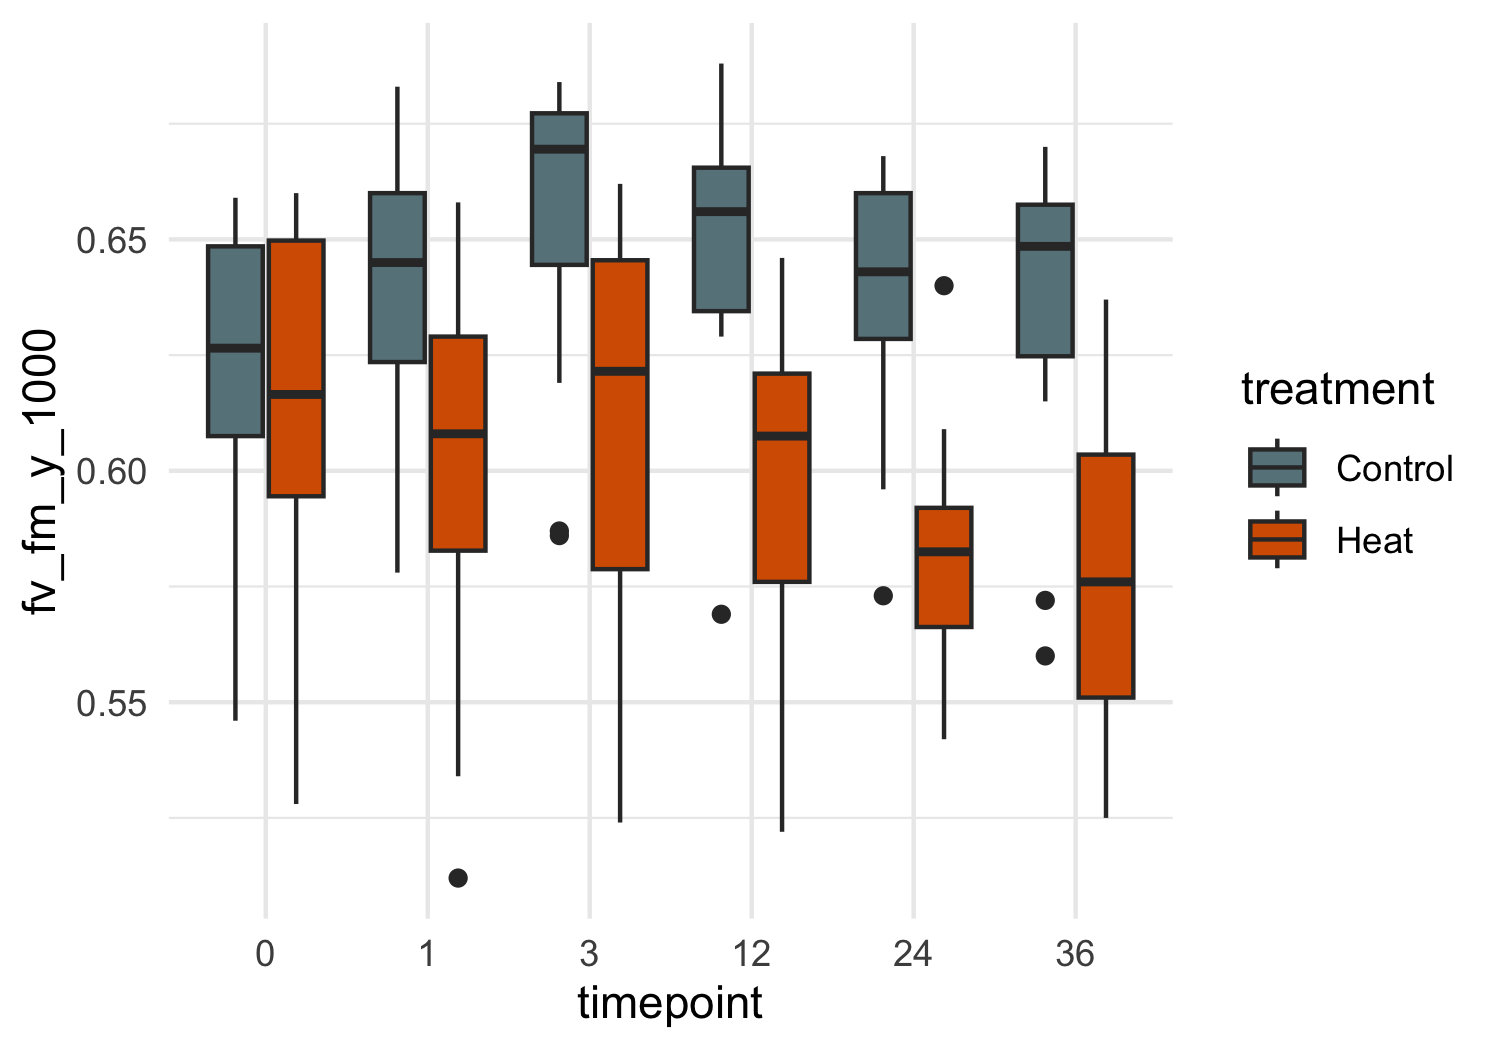 fv_fm_y_1000
0.65
0.60
0.55
0 1 3 12 24 36
timepoint
treatment
Control
Heat